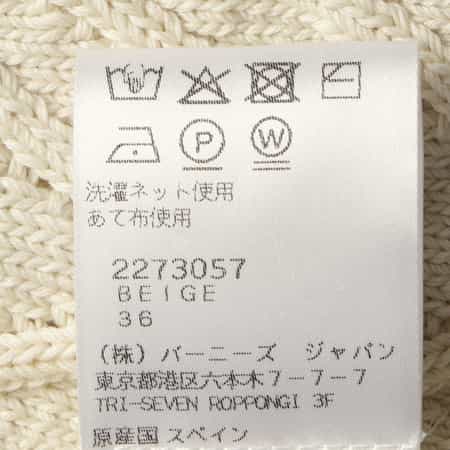 P W
洗濯ネット使用
あて布使用
2273057
BEIGE
36
(株) バーニーズ ジャパン
東京都港区六本木7-7-7
TRI-SEVEN ROPPONGI 3F
原産国 スペイン